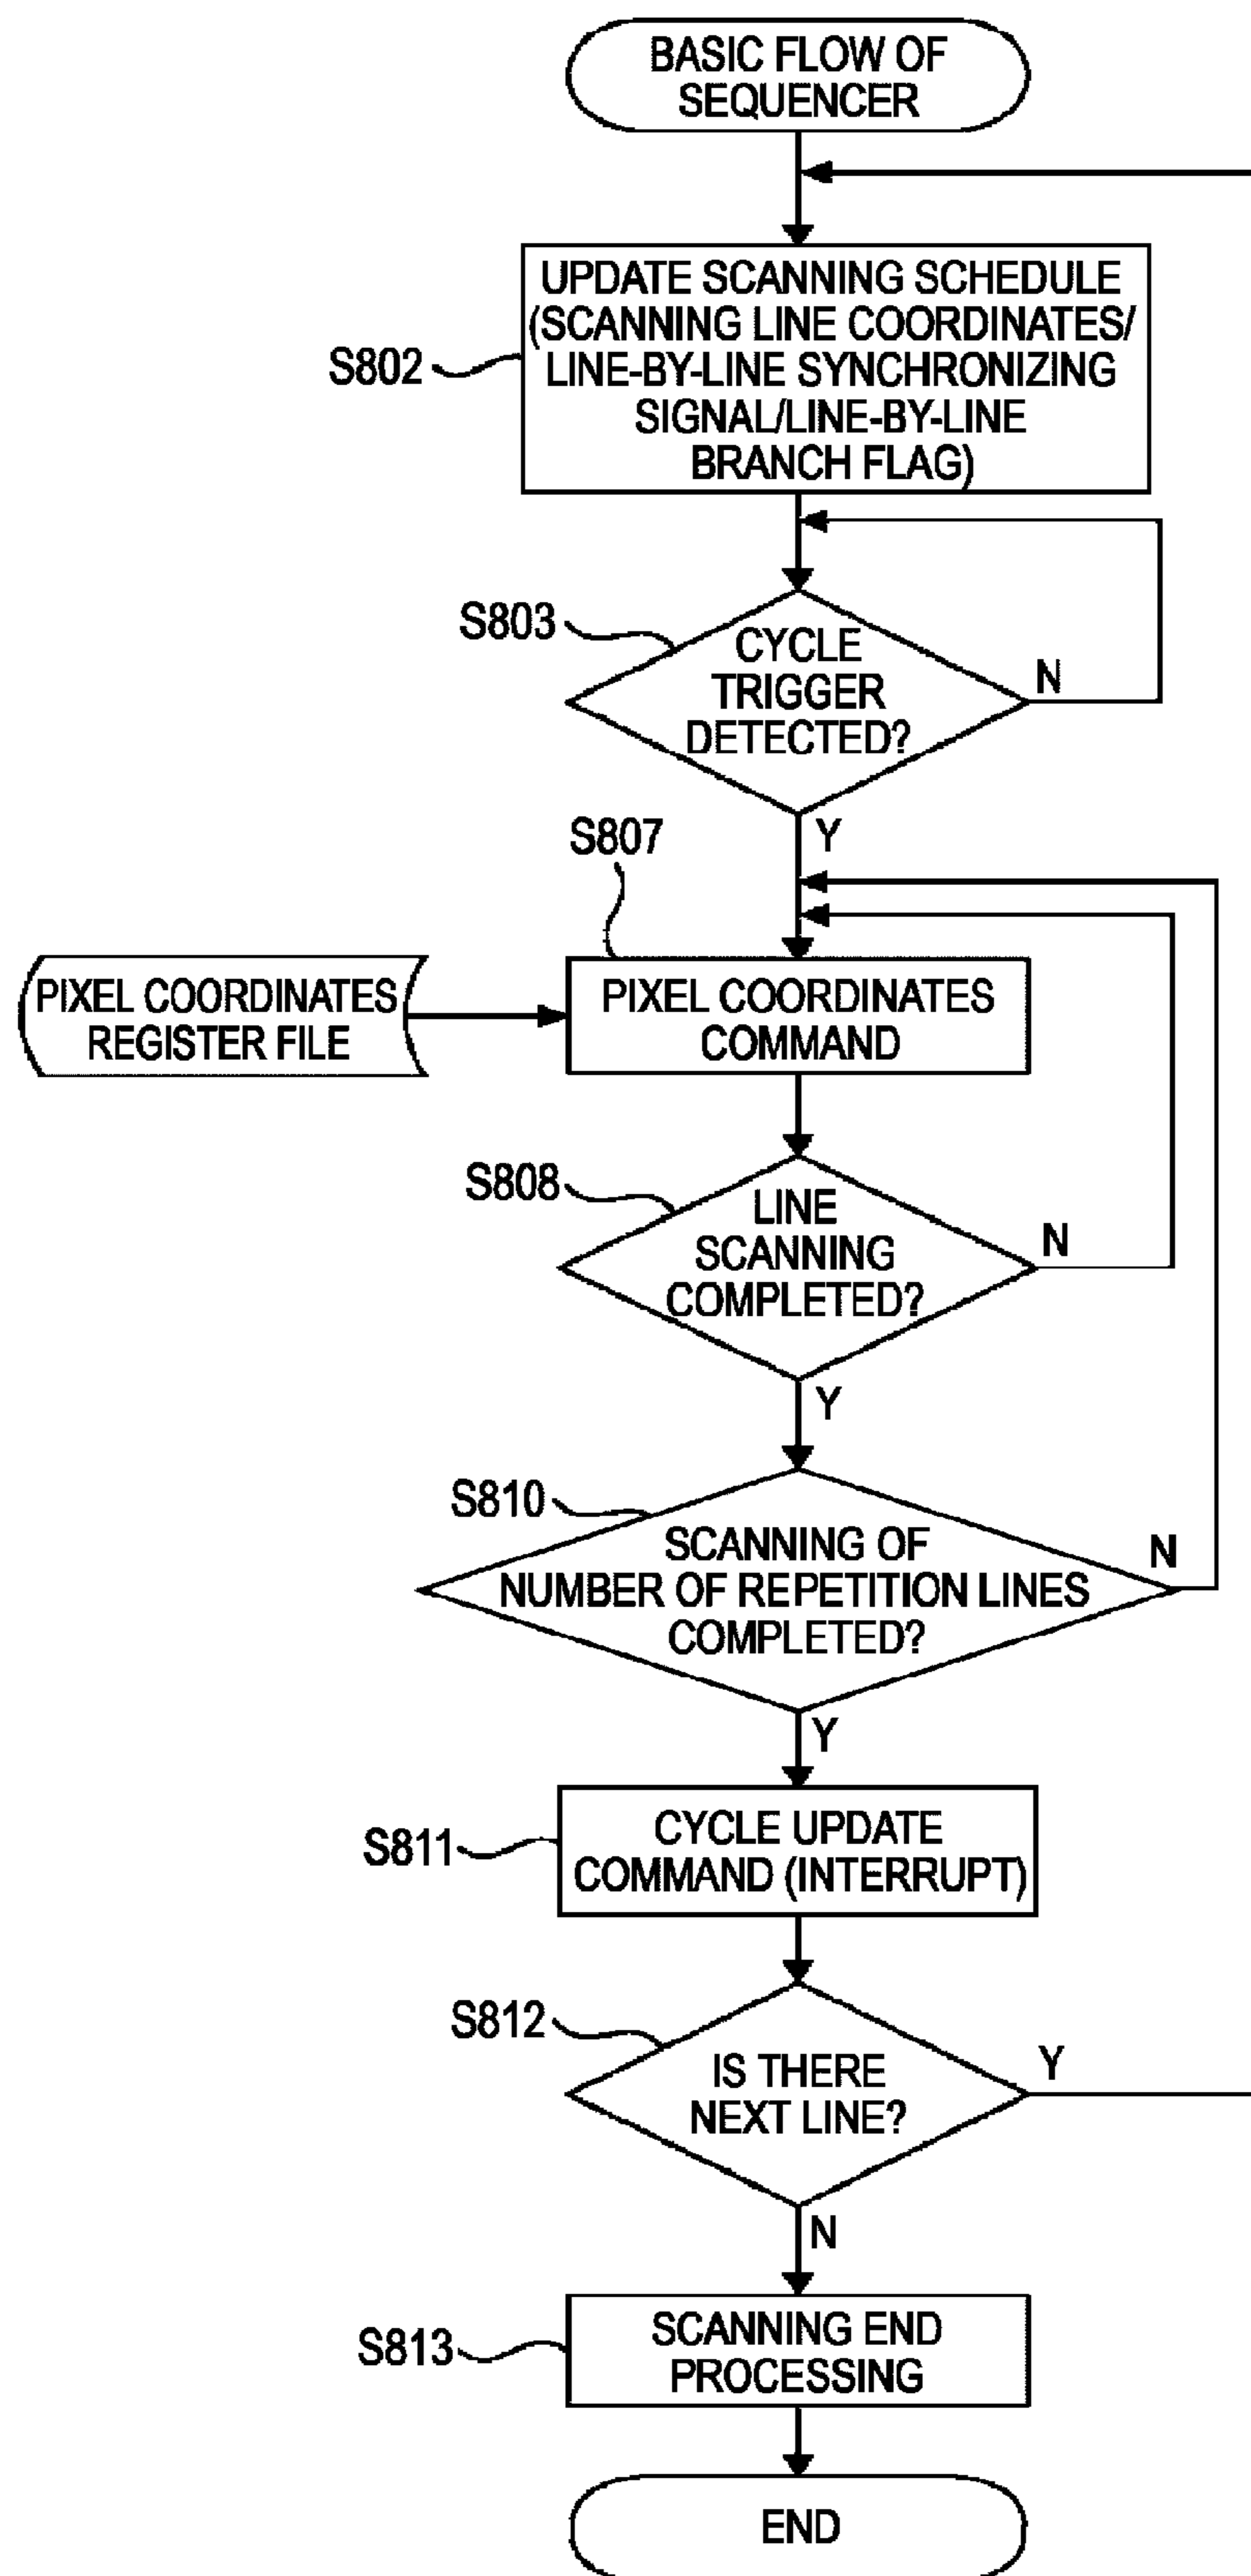 BASIC FLOW OF
SEQUENCER
UPDATE SCANNING SCHEDULE
(SCANNING LINE COORDINATES/
LINE-BY-LINE SYNCHRONIZING
SIGNAL/LINE-BY-LINE
BRANCH FLAG)
S802
S803
CYCLE
TRIGGER
DETECTED?
N
Y
S807
PIXEL COORDINATES
REGISTER FILE
PIXEL COORDINATES
COMMAND
S808
LINE
SCANNING
COMPLETED?
N
Y
S810
SCANNING OF
NUMBER OF REPETITION LINES
COMPLETED?
N
Y
S811
CYCLE UPDATE
COMMAND (INTERRUPT)
S812
IS THERE
NEXT LINE?
Y
N
S813
SCANNING END
PROCESSING
END